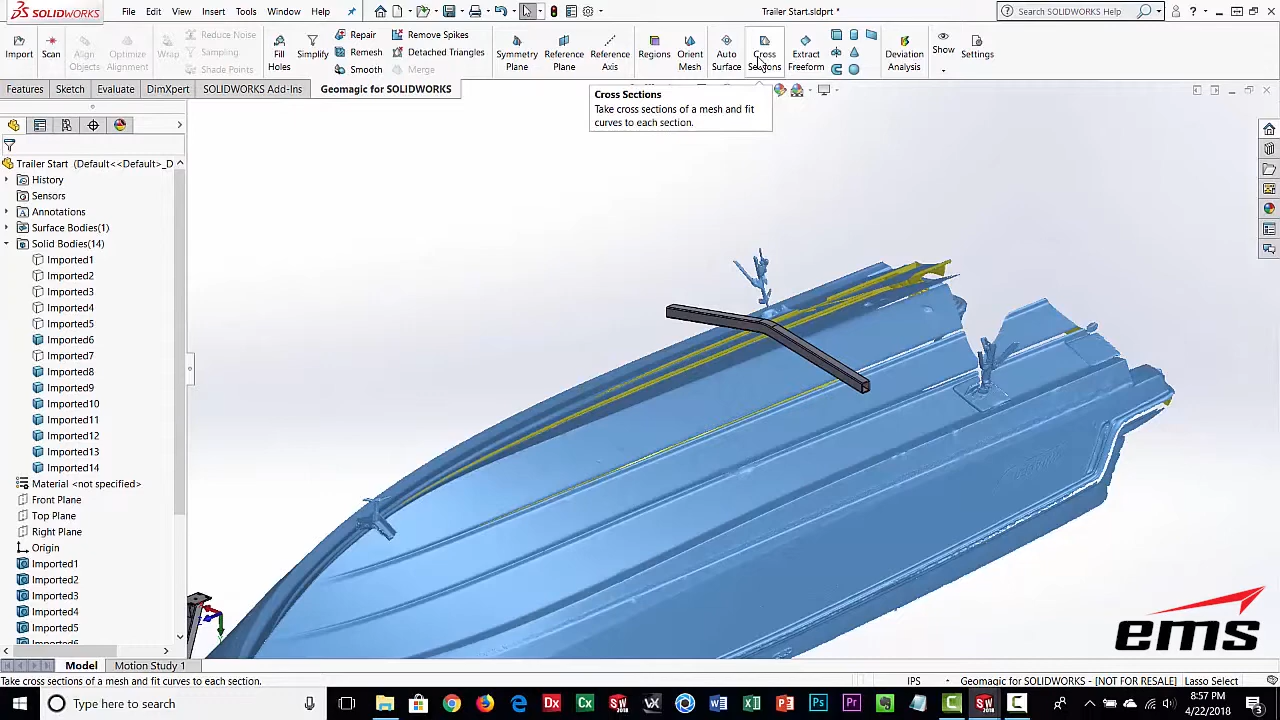 SOLIDWORKS
File Edit View Insert Tools Window Help
Trailer Start.sldprt *
Search SOLIDWORKS Help
Import
Scan
Align Objects
Optimize Alignment
Wrap
Reduce Noise
Sampling
Shade Points
Fill Holes
Simplify
Repair
Remesh
Smooth
Remove Spikes
Detached Triangles
Merge
Symmetry Plane
Reference Plane
Reference Axis
Regions
Orient Mesh
Auto Surface
Cross Sections
Extract Freeform
Deviation Analysis
Show
Settings
Features Sketch Evaluate DimXpert SOLIDWORKS Add-Ins Geomagic for SOLIDWORKS
Cross Sections
Take cross sections of a mesh and fit
curves to each section.
Trailer Start (Default<<Default>_D
History
Sensors
Annotations
Surface Bodies(1)
Solid Bodies(14)
Imported1
Imported2
Imported3
Imported4
Imported5
Imported6
Imported7
Imported8
Imported9
Imported10
Imported11
Imported12
Imported13
Imported14
Material <not specified>
Front Plane
Top Plane
Right Plane
Origin
Imported1
Imported2
Imported3
Imported4
Imported5
ems
Model Motion Study 1
Take cross sections of a mesh and fit curves to each section.
IPS
Geomagic for SOLIDWORKS - [NOT FOR RESALE]
Lasso Select
Type here to search
8:57 PM
4/22/2018